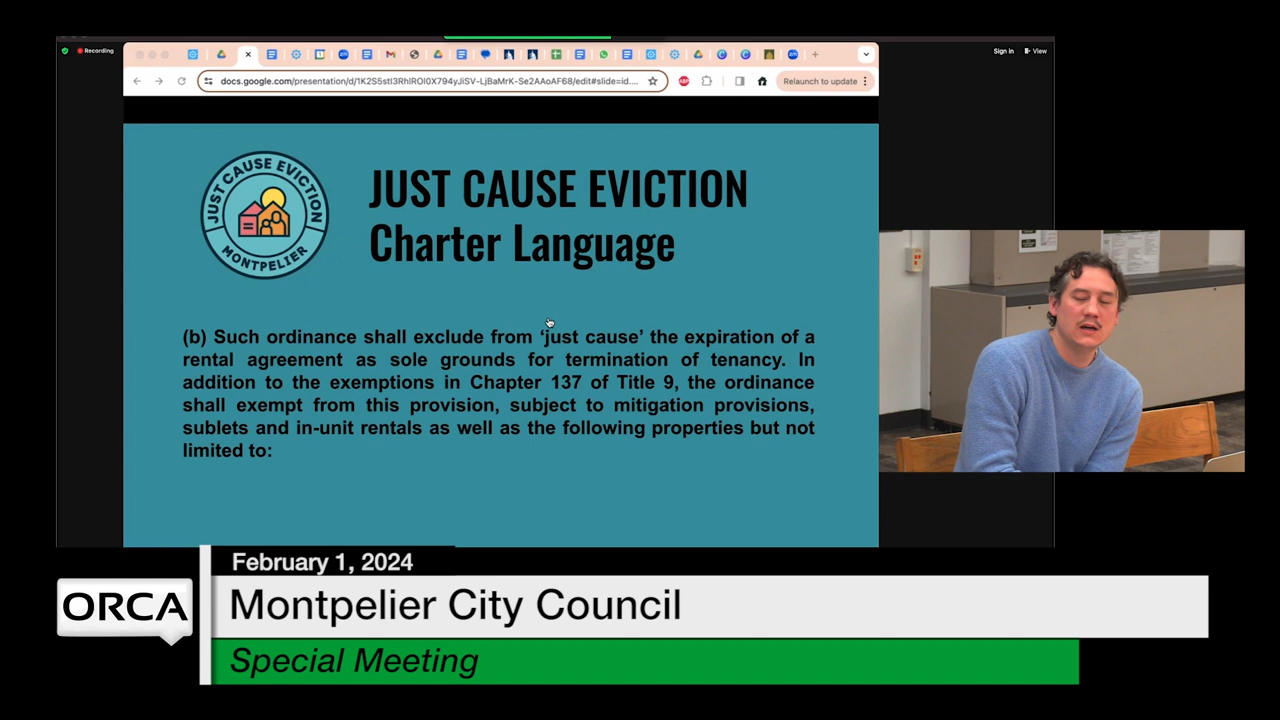 Recording
Sign in
View
docs.google.com/presentation/d/1K2S5stI3RhIROI0X794yJiSV-LjBaMrK-Se2AAoAF68/edit#slide=id....
ABP
Relaunch to update
JUST CAUSE EVICTION
MONTPELIER
JUST CAUSE EVICTION
Charter Language
(b) Such ordinance shall exclude from ‘just cause’ the expiration of a
rental agreement as sole grounds for termination of tenancy. In
addition to the exemptions in Chapter 137 of Title 9, the ordinance
shall exempt from this provision, subject to mitigation provisions,
sublets and in-unit rentals as well as the following properties but not
limited to:
February 1, 2024
ORCA
Montpelier City Council
Special Meeting